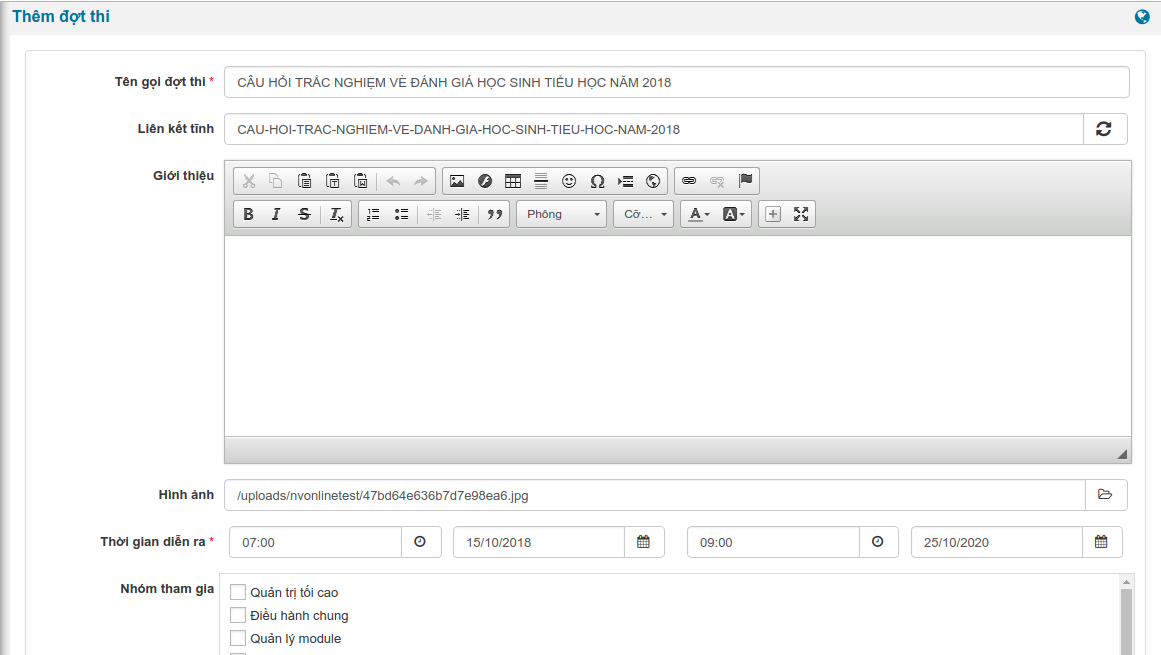 Thêm đợt thi
Tên gọi đợt thi *
CÂU HỎI TRẮC NGHIỆM VỀ ĐÁNH GIÁ HỌC SINH TIỂU HỌC NĂM 2018
Liên kết tĩnh
CAU-HOI-TRAC-NGHIEM-VE-DANH-GIA-HOC-SINH-TIEU-HOC-NAM-2018
Giới thiệu
Phông
Cỡ...
Hình ảnh
/uploads/nvonlinetest/47bd64e636b7d7e98ea6.jpg
Thời gian diễn ra *
07:00 15/10/2018 09:00 25/10/2020
Nhóm tham gia
Quản trị tối cao
Điều hành chung
Quản lý module